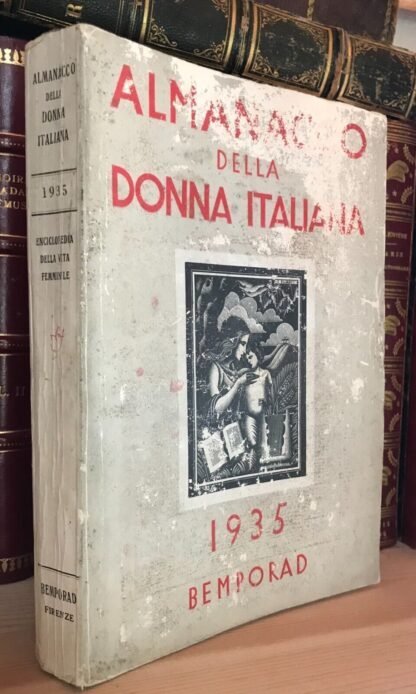 ALMANACCO
DELLA
DONNA ITALIANA
1935
BEMPORAD
ALMANACCO
DELLA
DONNA
ITALIANA
1935
ENCICLOPEDIA
DELLA VITA
FEMMINILE
BEMPORAD
FIRENZE